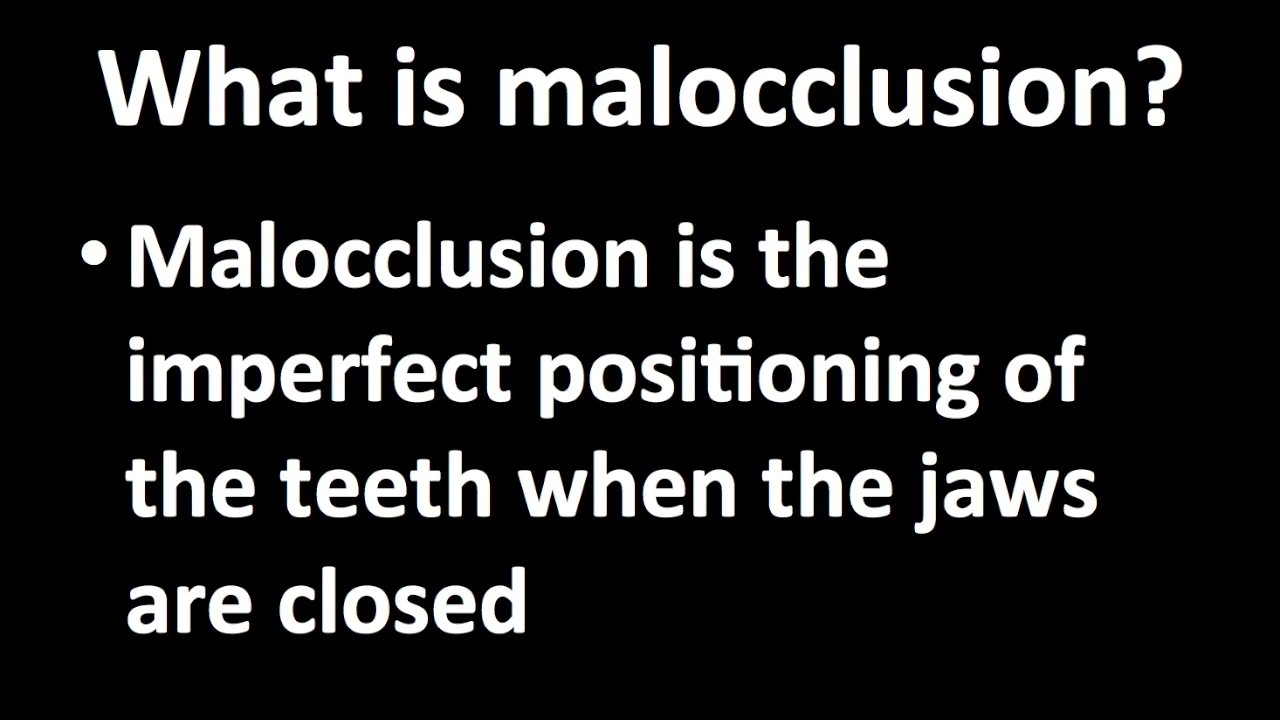 What is malocclusion?
• Malocclusion is the
imperfect positioning of
the teeth when the jaws
are closed